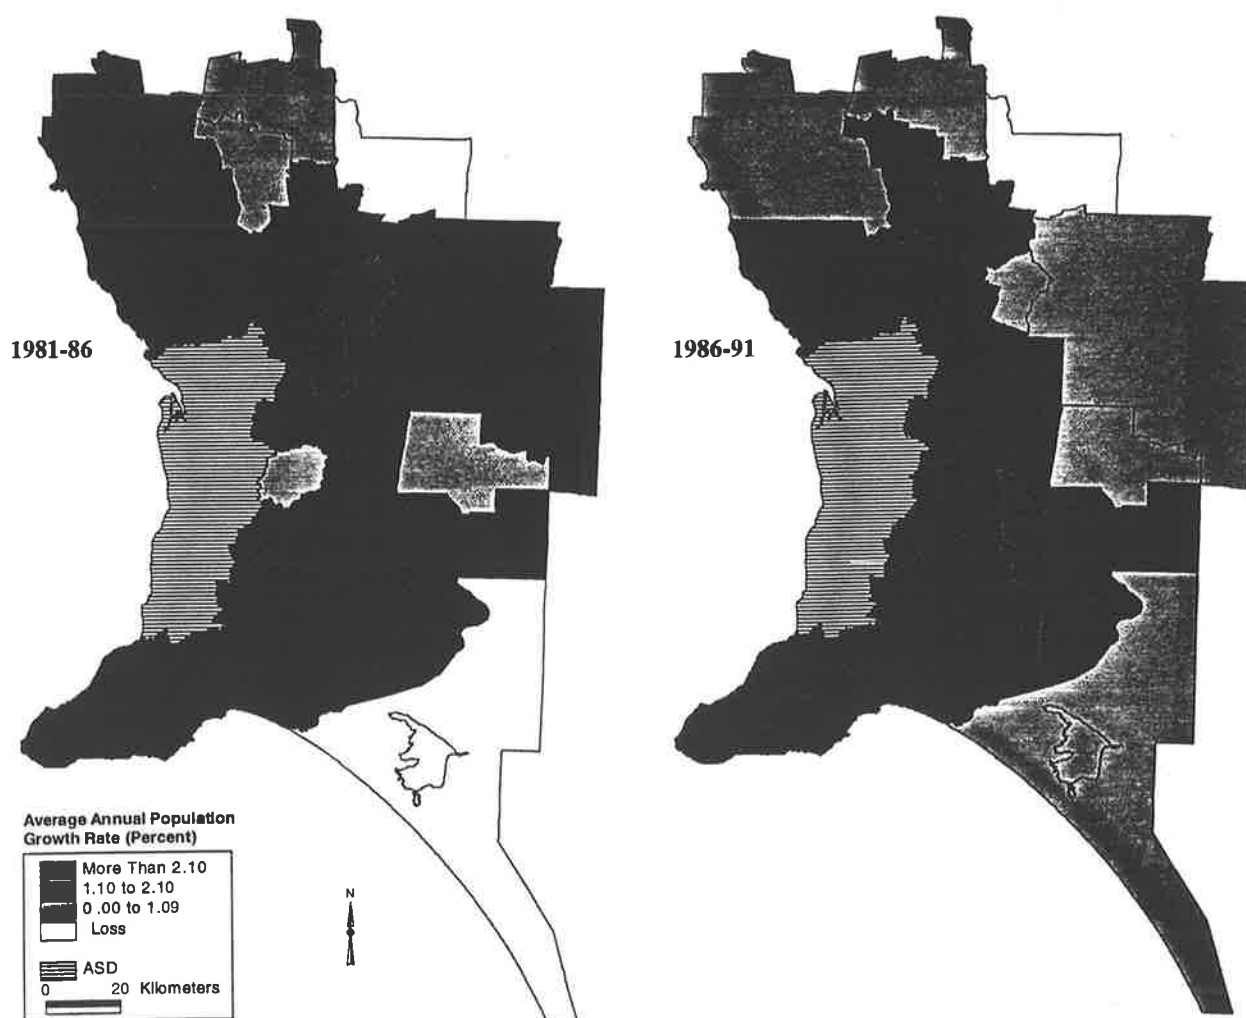 1981-86
1986-91
Average Annual Population
Growth Rate (Percent)
More Than 2.10
1.10 to 2.10
0 .00 to 1.09
Loss
ASD
0 20 Kilometers
N